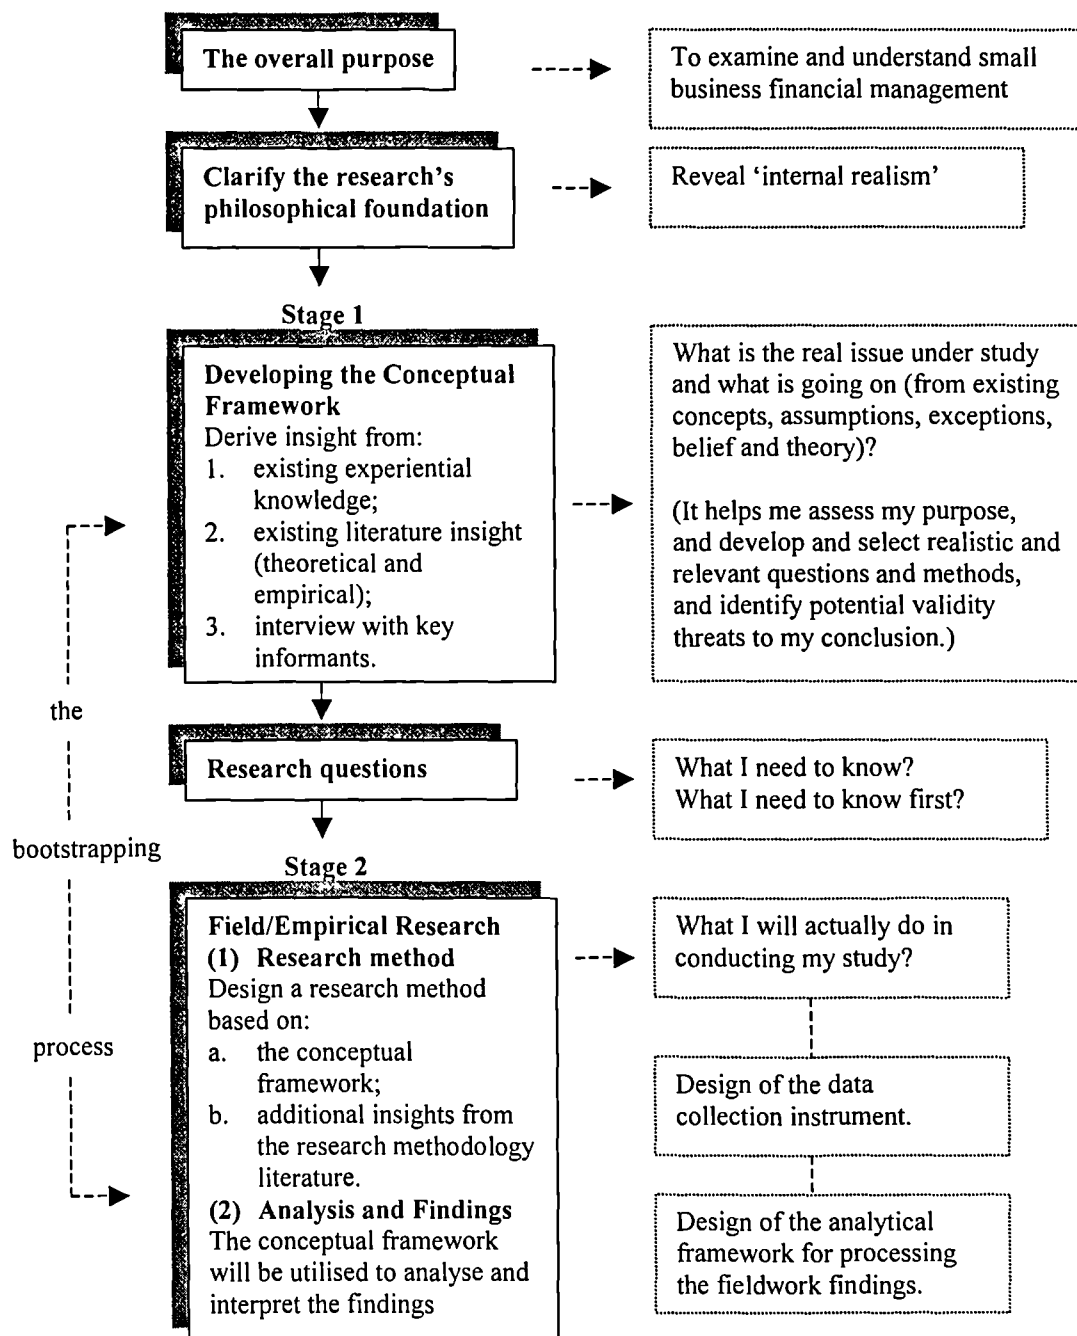 The overall purpose
To examine and understand small
business financial management
Clarify the research's
philosophical foundation
Reveal ‘internal realism’
Stage 1
Developing the Conceptual
Framework
Derive insight from:
1. existing experiential
knowledge;
2. existing literature insight
(theoretical and
empirical);
3. interview with key
informants.
What is the real issue under study
and what is going on (from existing
concepts, assumptions, exceptions,
belief and theory)?
(It helps me assess my purpose,
and develop and select realistic and
relevant questions and methods,
and identify potential validity
threats to my conclusion.)
the
bootstrapping
process
Research questions
What I need to know?
What I need to know first?
Stage 2
Field/Empirical Research
(1) Research method
Design a research method
based on:
a. the conceptual
framework;
b. additional insights from
the research methodology
literature.
(2) Analysis and Findings
The conceptual framework
will be utilised to analyse and
interpret the findings
What I will actually do in
conducting my study?
Design of the data
collection instrument.
Design of the analytical
framework for processing
the fieldwork findings.